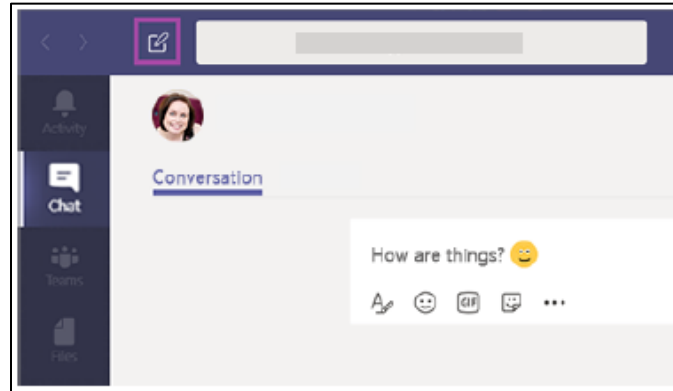 Activity
Conversation
Chat
How are things? 😊
GIF
Teams
Files